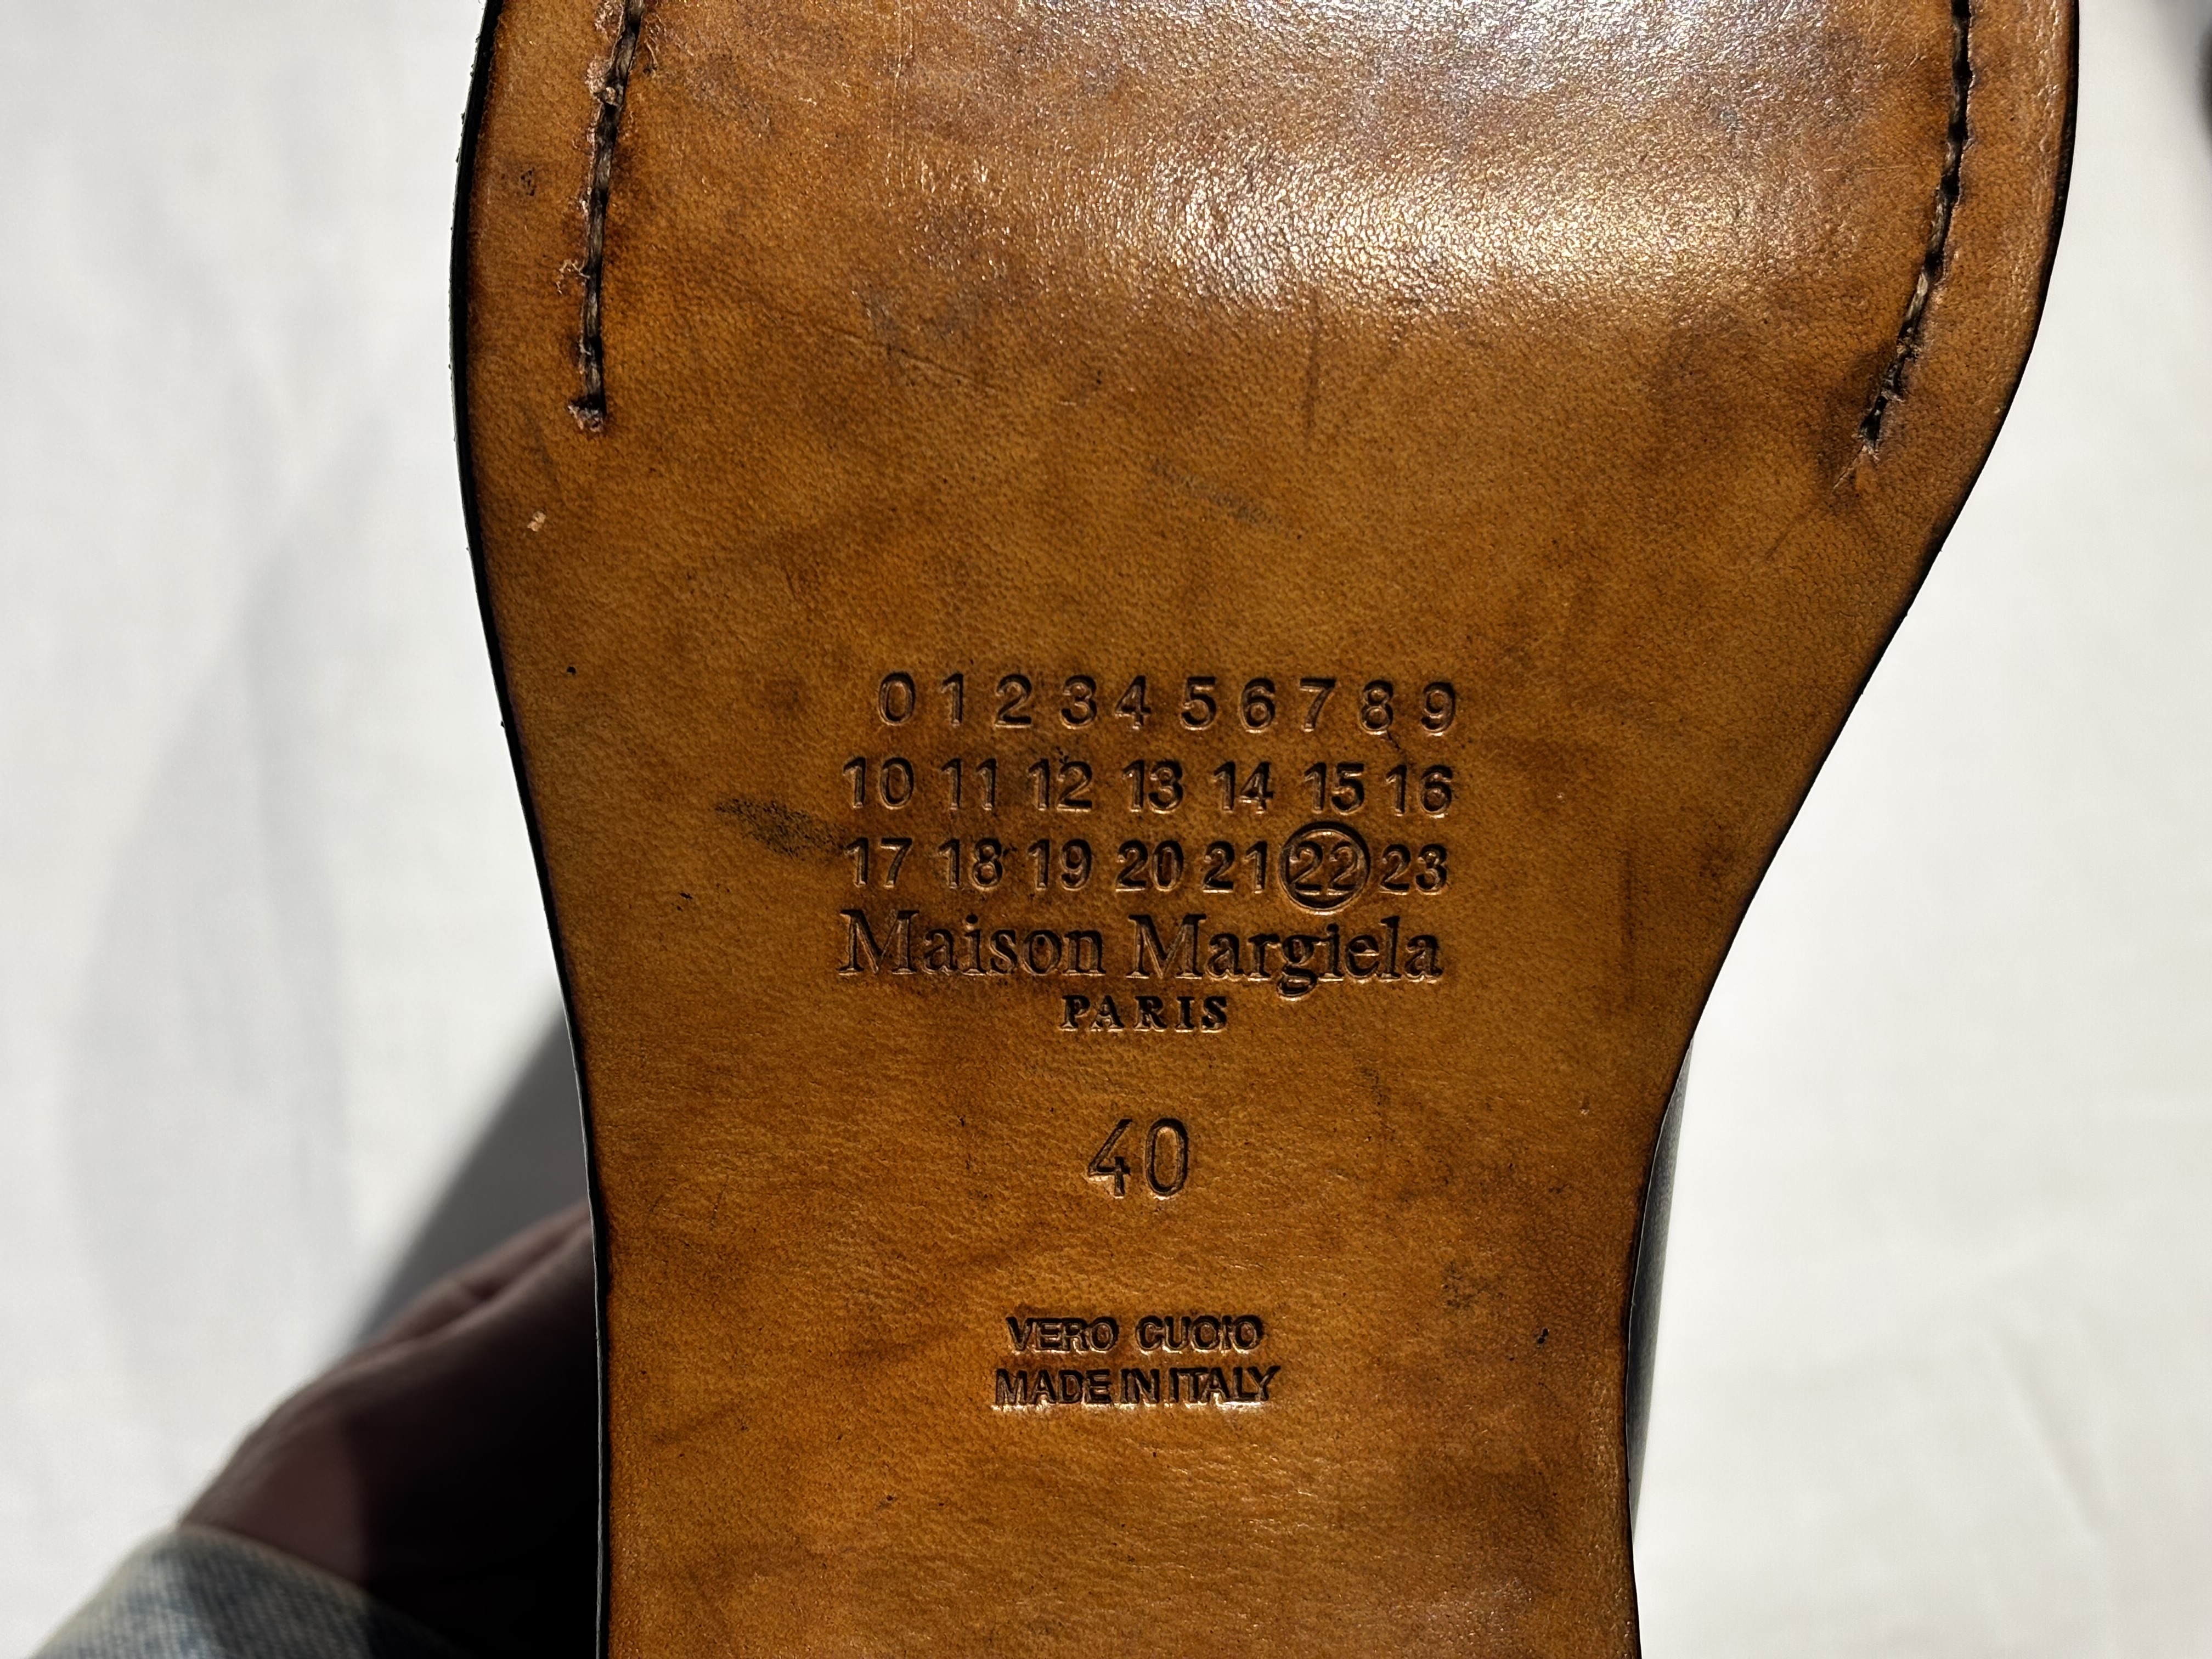 0 1 2 3 4 5 6 7 8 9
10 11 12 13 14 15 16
17 18 19 20 21 22 23
Maison Margiela
PARIS
40
VERO CUOIO
MADE IN ITALY